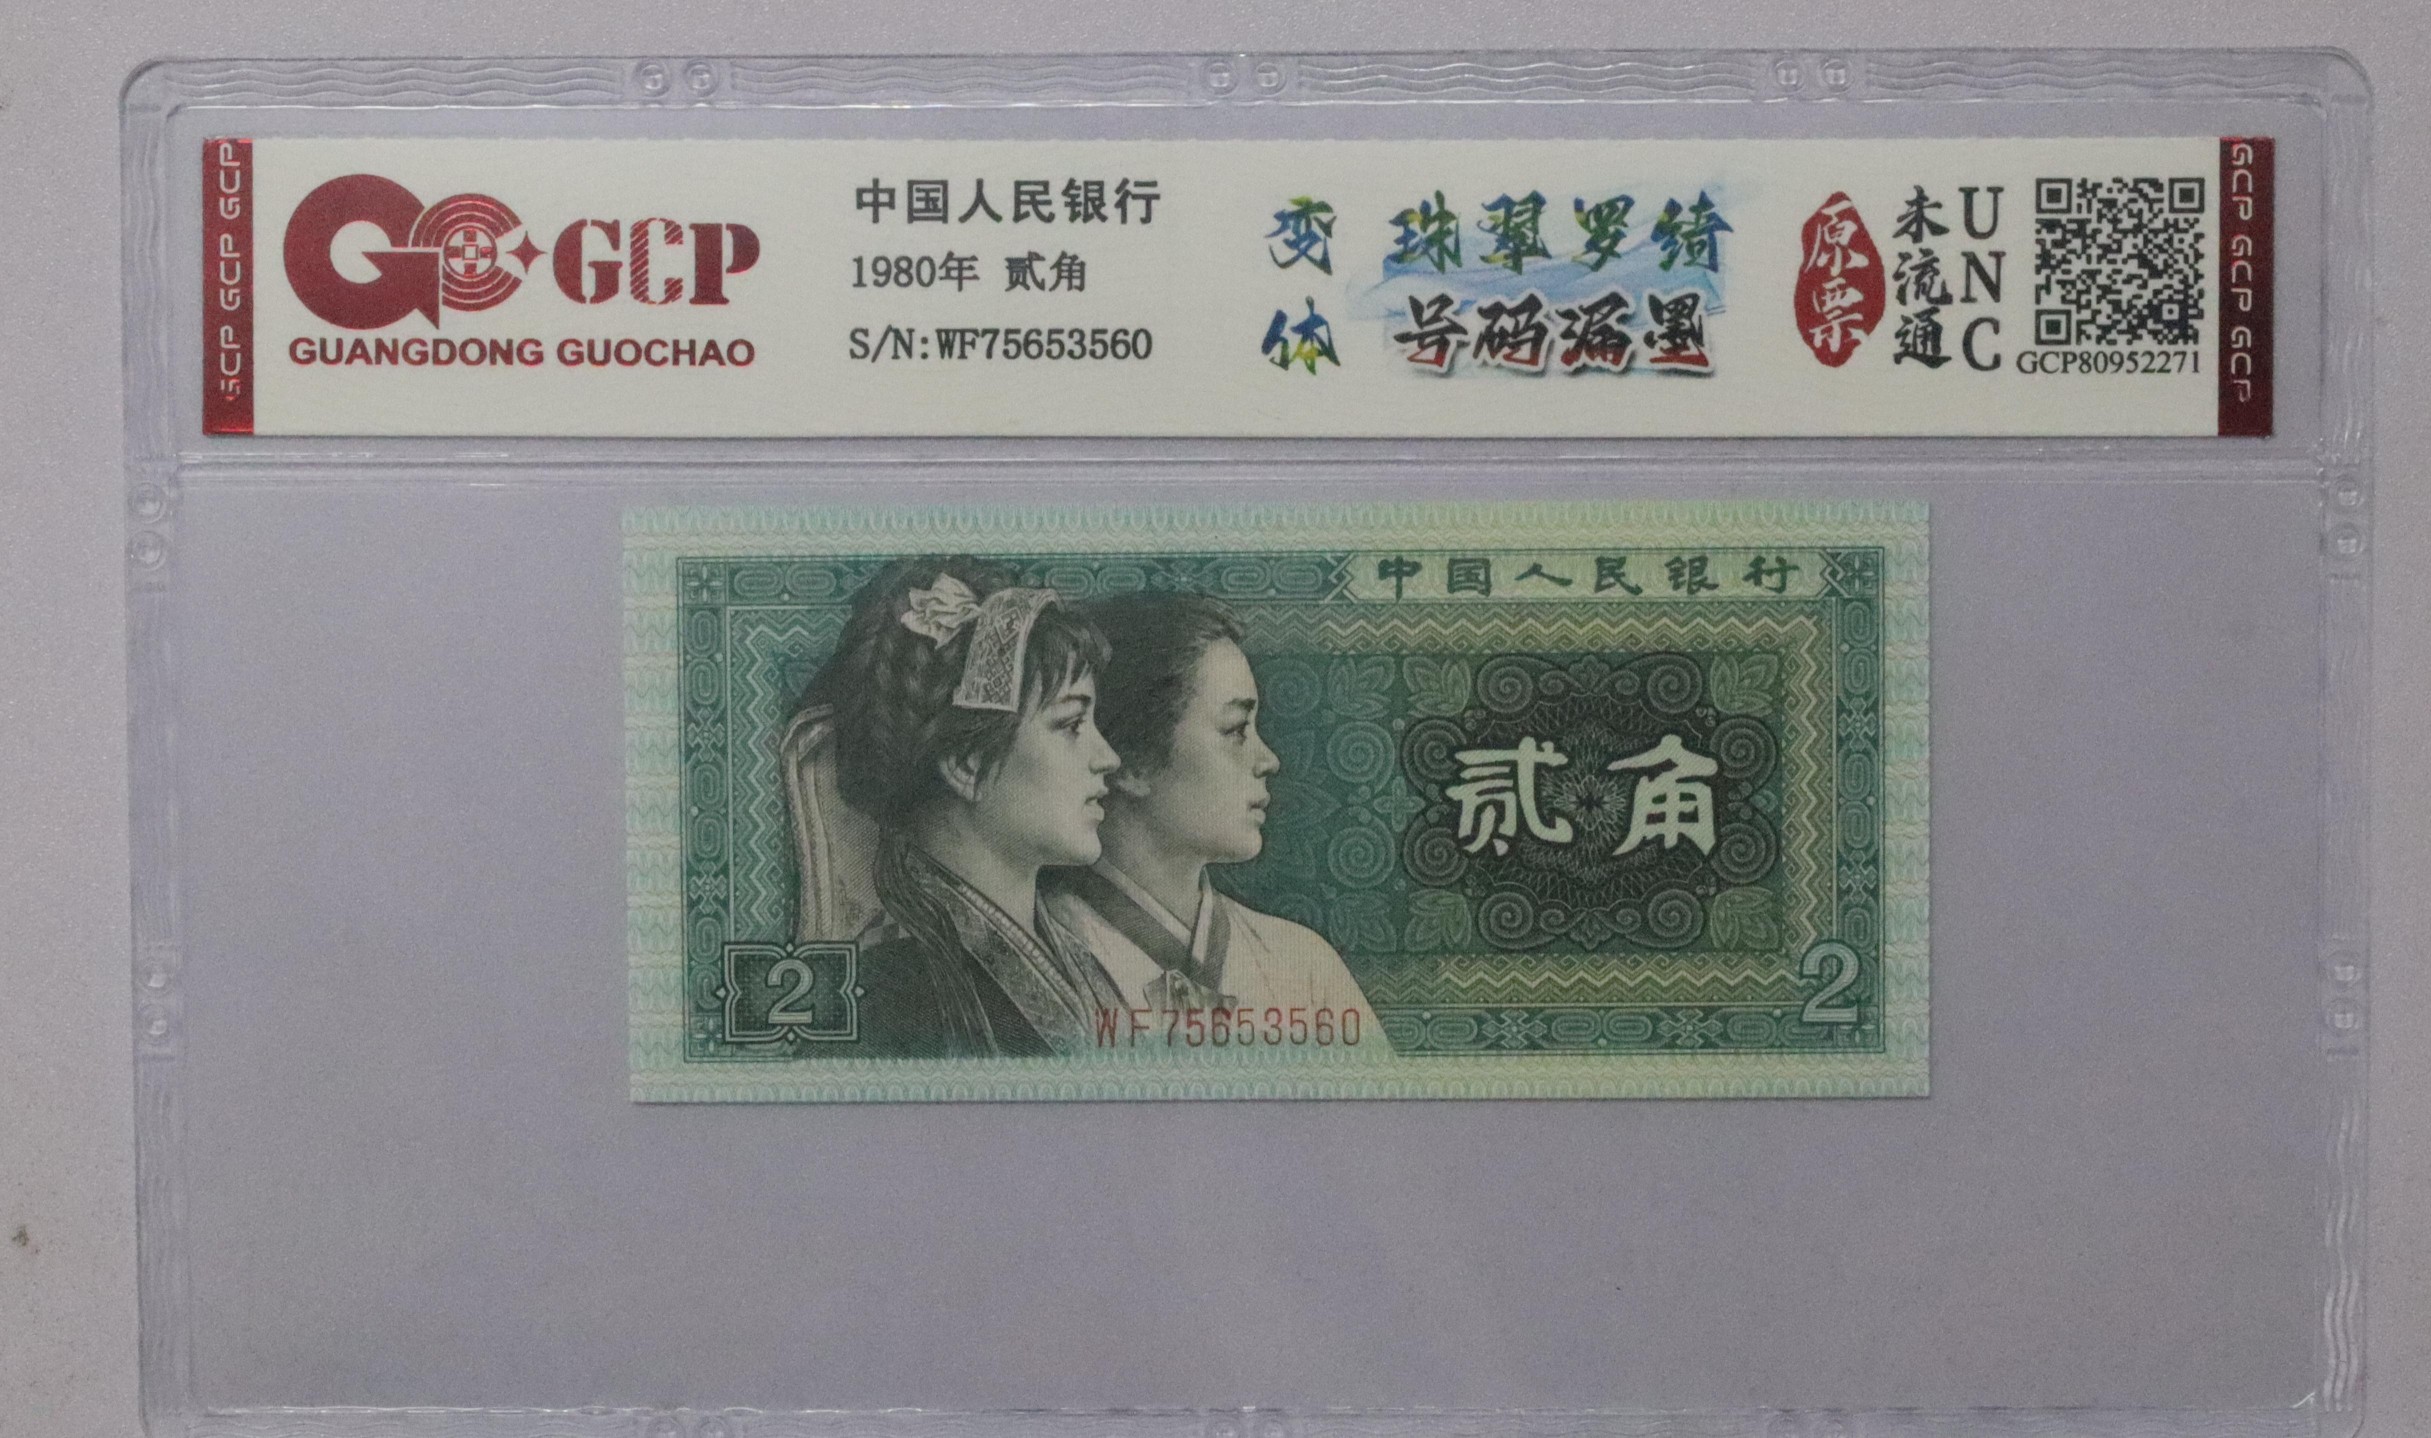 GCP GCP GCP
GCP
GUANGDONG GUOCHAO
中国人民银行
1980年 贰角
S/N:WF75653560
变体
珠翠罗绮
号码漏墨
原票
未流通
UNC
GCP80952271
GCP GCP GCP
中国人民银行
贰角
2
WF75653560
2